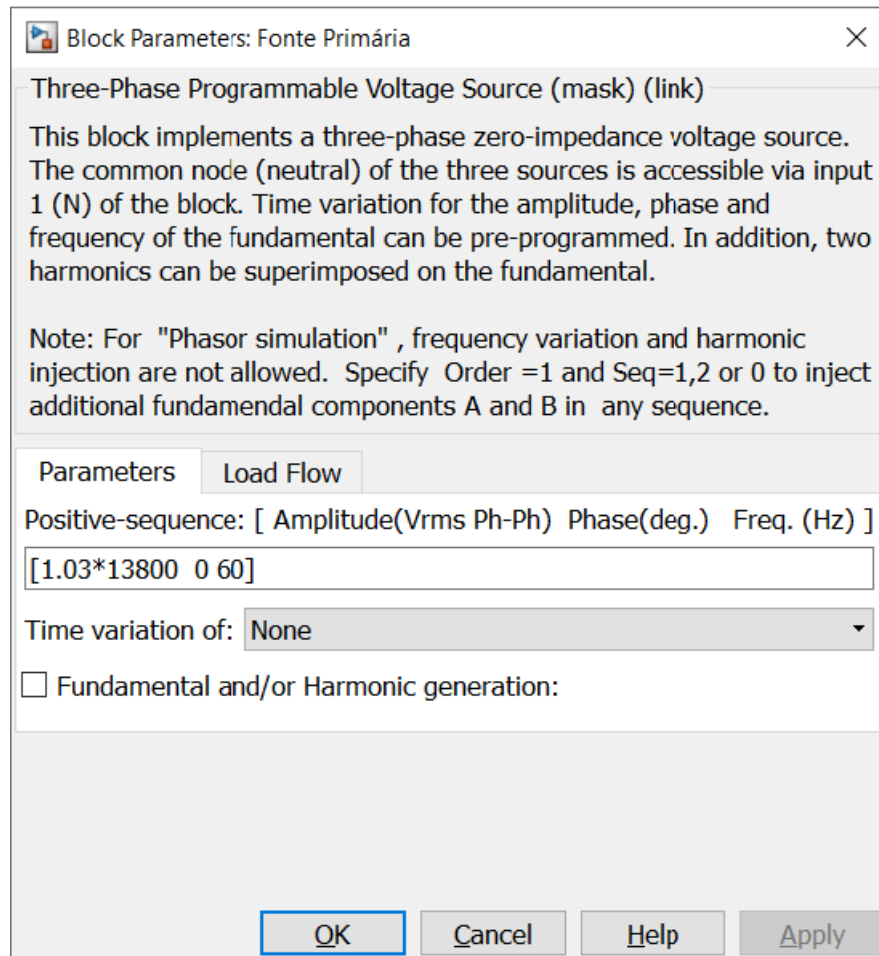 Block Parameters: Fonte Primária
Three-Phase Programmable Voltage Source (mask) (link)
This block implements a three-phase zero-impedance voltage source.
The common node (neutral) of the three sources is accessible via input
1 (N) of the block. Time variation for the amplitude, phase and
frequency of the fundamental can be pre-programmed. In addition, two
harmonics can be superimposed on the fundamental.
Note: For "Phasor simulation" , frequency variation and harmonic
injection are not allowed. Specify Order =1 and Seq=1,2 or 0 to inject
additional fundamendal components A and B in any sequence.
Parameters Load Flow
Positive-sequence: [ Amplitude(Vrms Ph-Ph) Phase(deg.) Freq. (Hz) ]
[1.03*13800 0 60]
Time variation of: None
Fundamental and/or Harmonic generation:
OK Cancel Help Apply